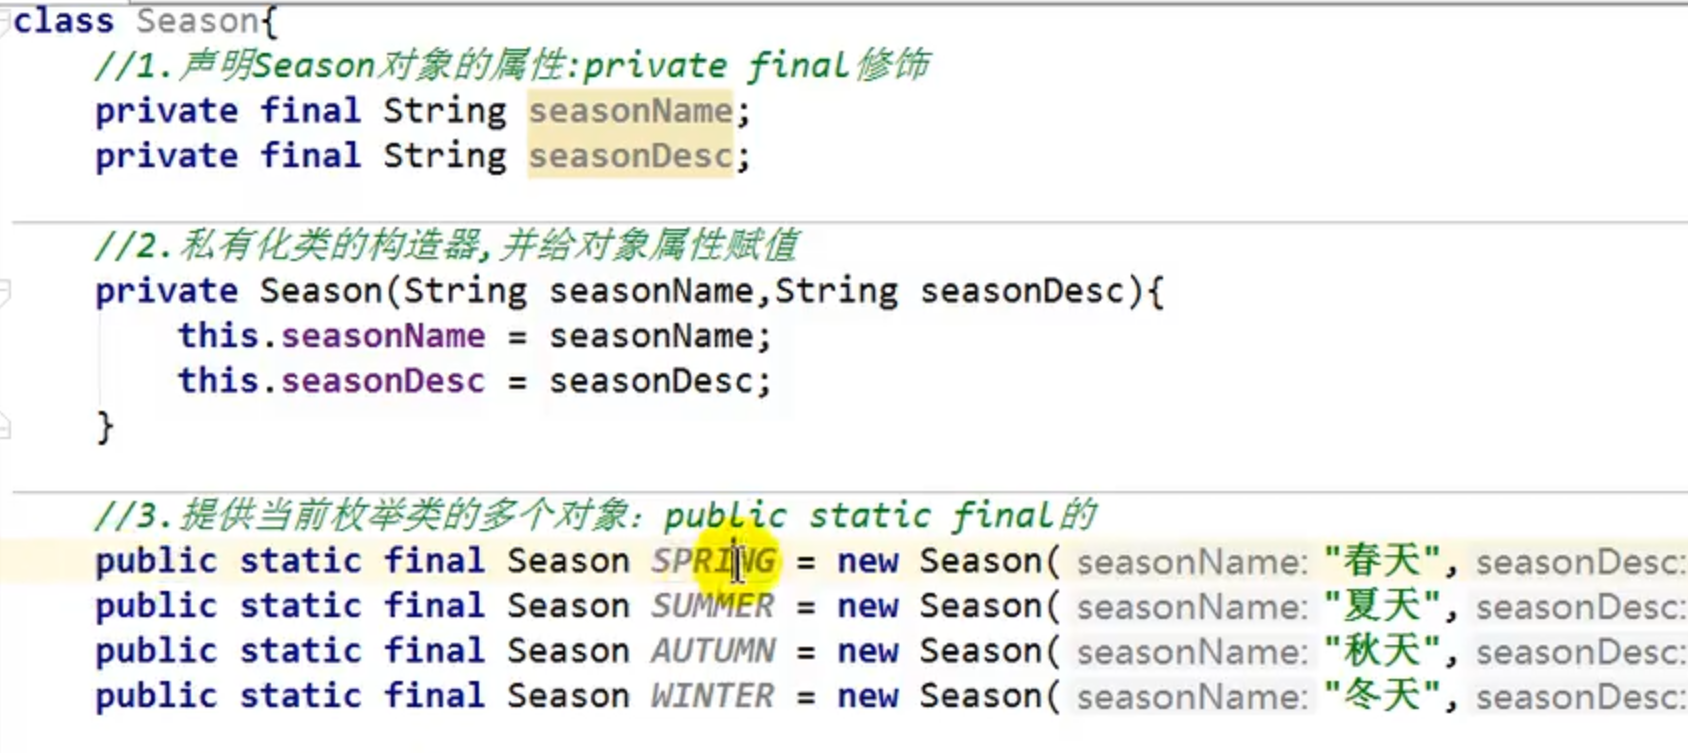 class Season{
//1.声明Season对象的属性:private final修饰
private final String seasonName;
private final String seasonDesc;
//2.私有化类的构造器,并给对象属性赋值
private Season(String seasonName,String seasonDesc){
this.seasonName = seasonName;
this.seasonDesc = seasonDesc;
}
//3.提供当前枚举类的多个对象：public static final的
public static final Season SPRING = new Season( seasonName: "春天", seasonDesc:
public static final Season SUMMER = new Season( seasonName: "夏天", seasonDesc:
public static final Season AUTUMN = new Season( seasonName: "秋天", seasonDesc:
public static final Season WINTER = new Season( seasonName: "冬天", seasonDesc: